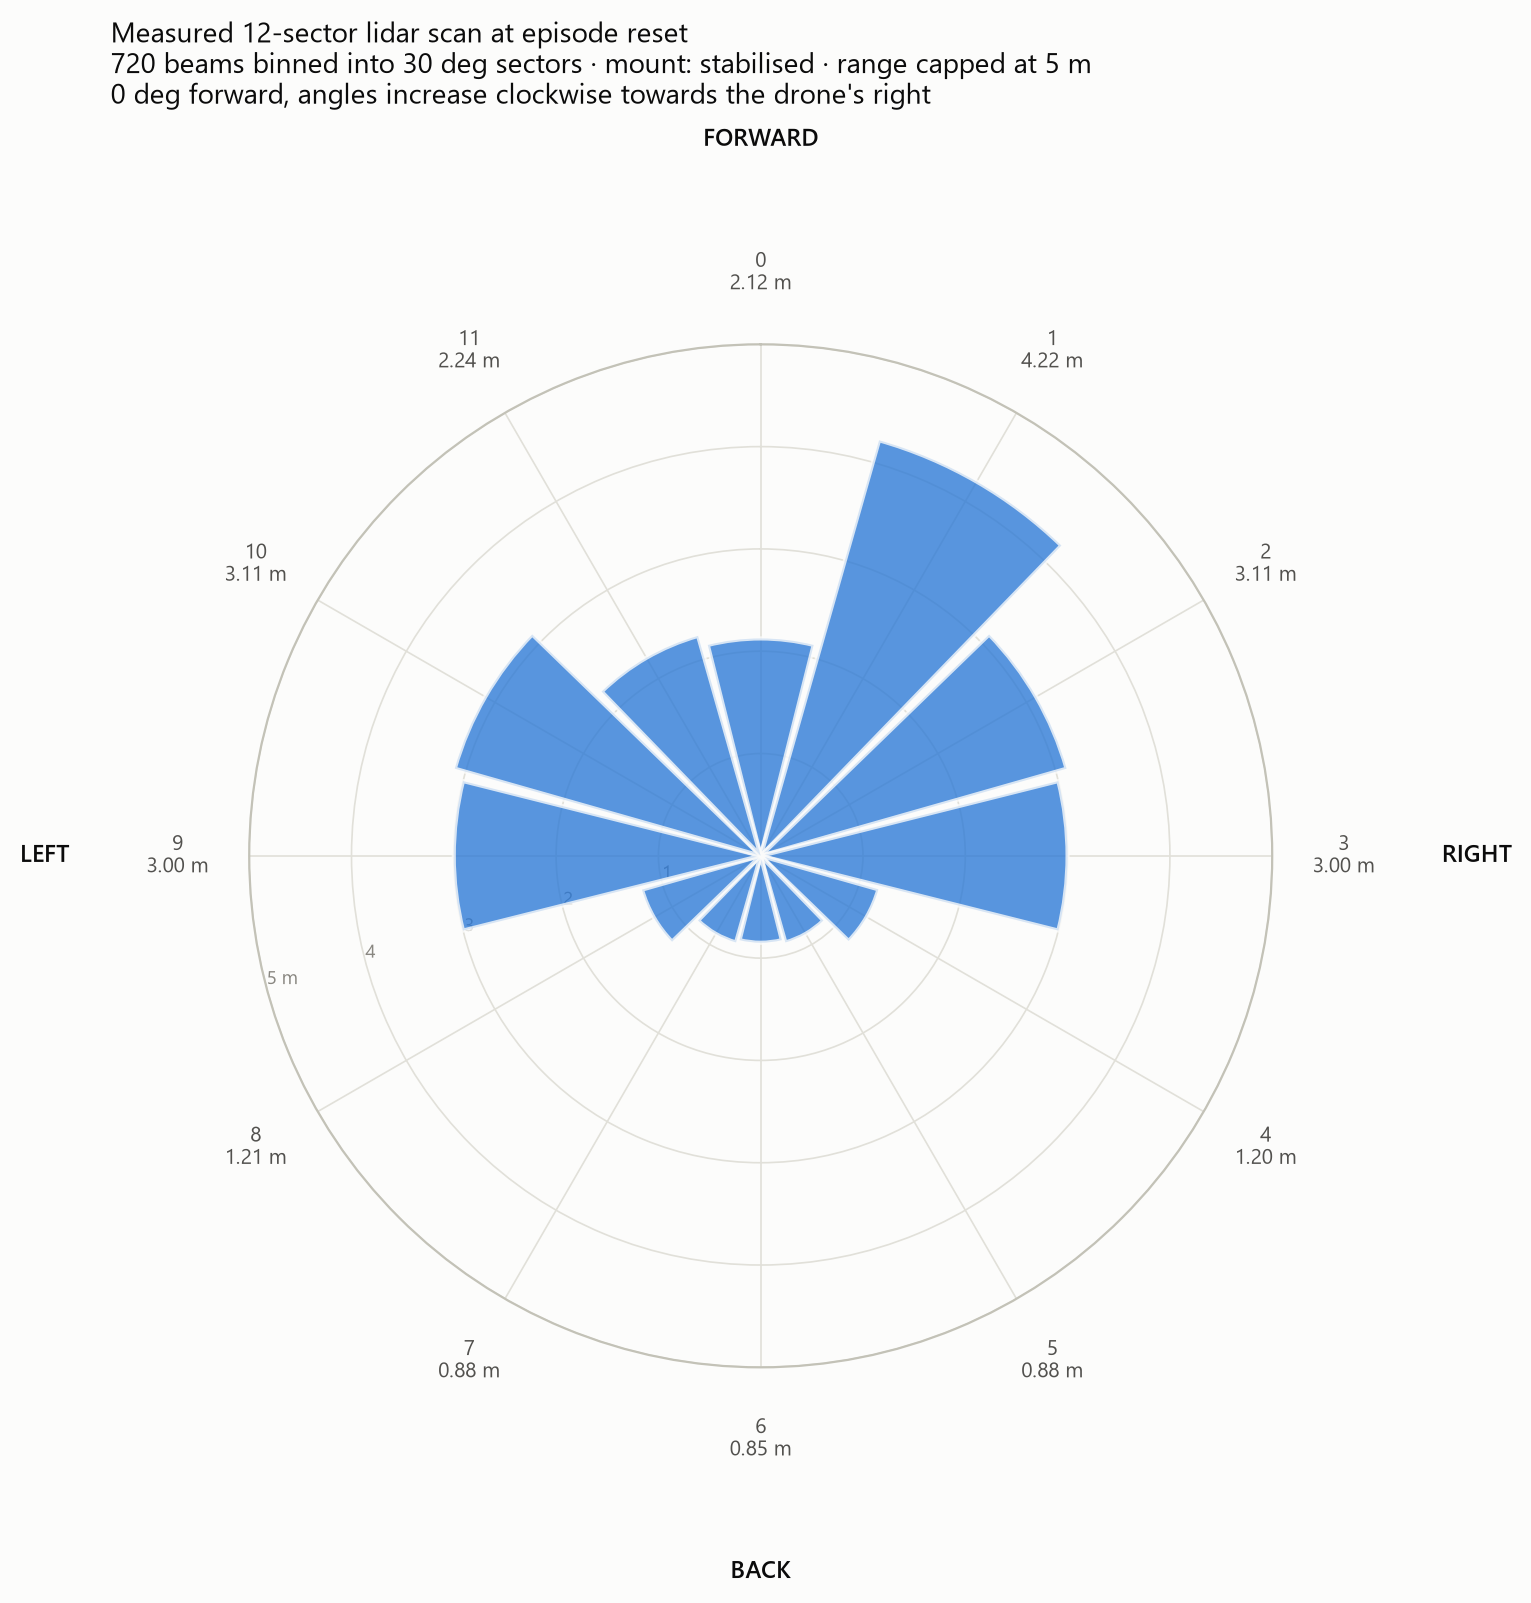 Measured 12-sector lidar scan at episode reset
720 beams binned into 30 deg sectors · mount: stabilised · range capped at 5 m
0 deg forward, angles increase clockwise towards the drone's right
FORWARD
0
2.12 m
11
2.24 m
1
4.22 m
10
3.11 m
2
3.11 m
LEFT
9
3.00 m
3
3.00 m
RIGHT
1
2
3
4
5 m
8
1.21 m
4
1.20 m
7
0.88 m
5
0.88 m
6
0.85 m
BACK